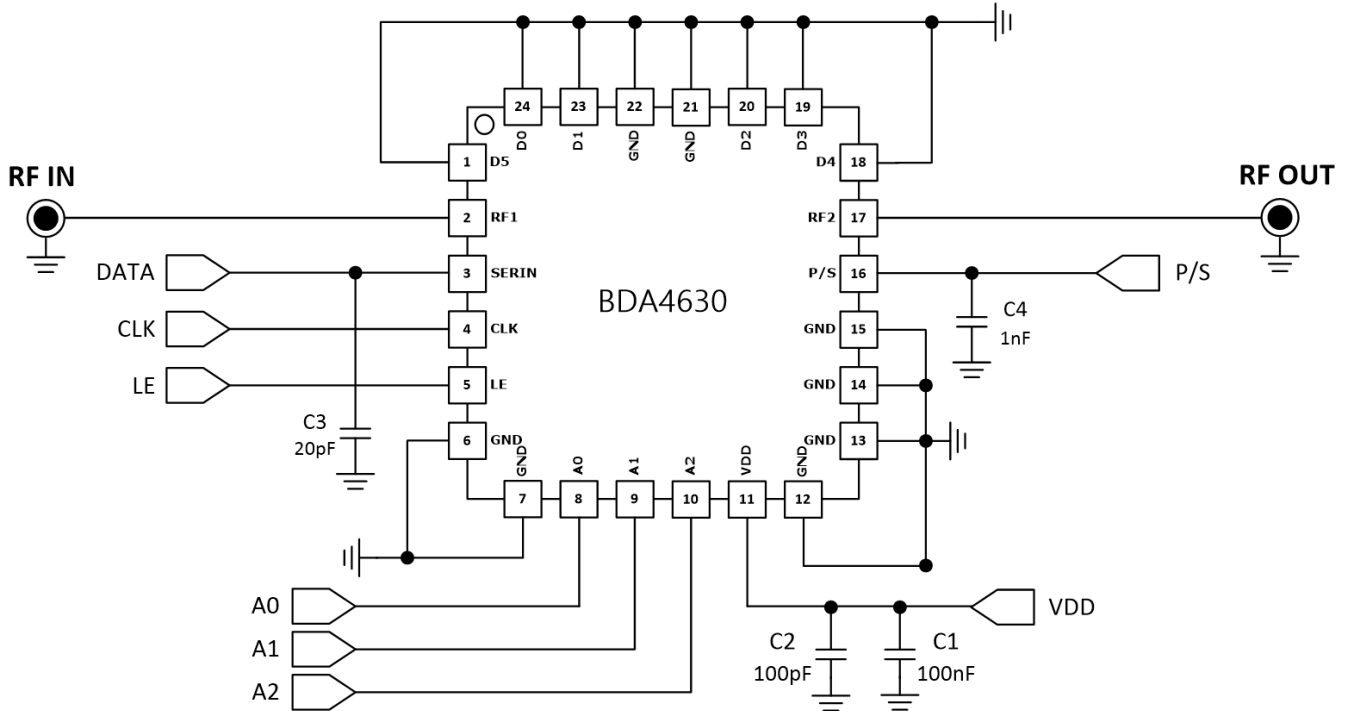 24
23
22
21
20
19
D0
D1
GND
GND
D2
D3
1
D5
D4
18
RF IN
RF OUT
2
RF1
RF2
17
DATA
3
SERIN
P/S
16
P/S
BDA4630
C4
1nF
CLK
4
CLK
GND
15
LE
5
LE
GND
14
C3
20pF
6
GND
GND
13
GND
A0
A1
A2
VDD
GND
7
8
9
10
11
12
A0
VDD
A1
C2
100pF
C1
100nF
A2